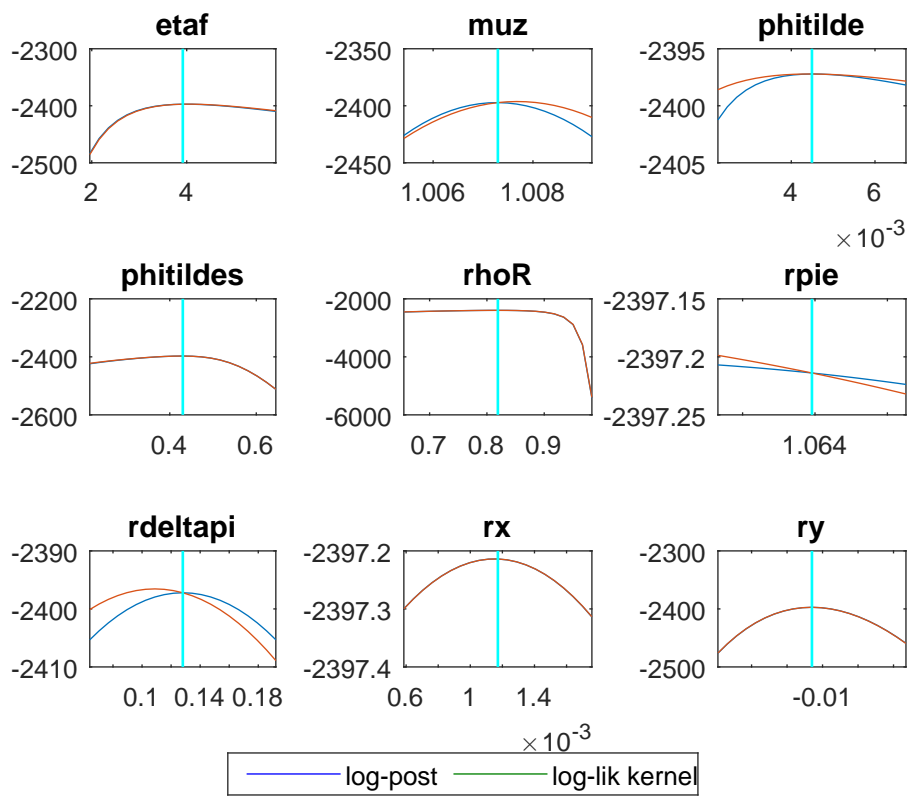 etaf muz phitilde
-2300 -2350 -2395
-2400 -2400 -2400
-2500 -2450 -2405
2 4 1.006 1.008 4 6
× 10⁻³
phitildes rhoR rpie
-2200 -2000 -2397.15
-2400 -4000 -2397.2
-2600 -6000 -2397.25
0.4 0.6 0.7 0.8 0.9 1.064
rdeltapi rx ry
-2390 -2397.2 -2300
-2400 -2397.3 -2400
-2410 -2397.4 -2500
0.1 0.14 0.18 0.6 1 1.4 -0.01
× 10⁻³
log-post log-lik kernel